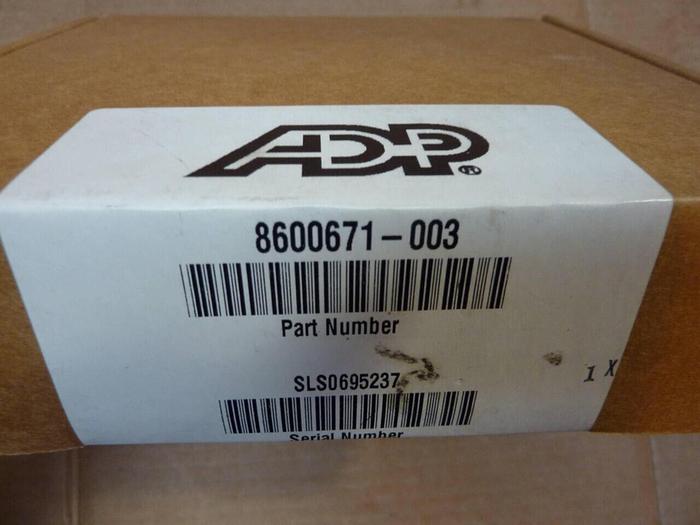 ADP®
8600671-003
Part Number
SLS0695237
1 X
Serial Number